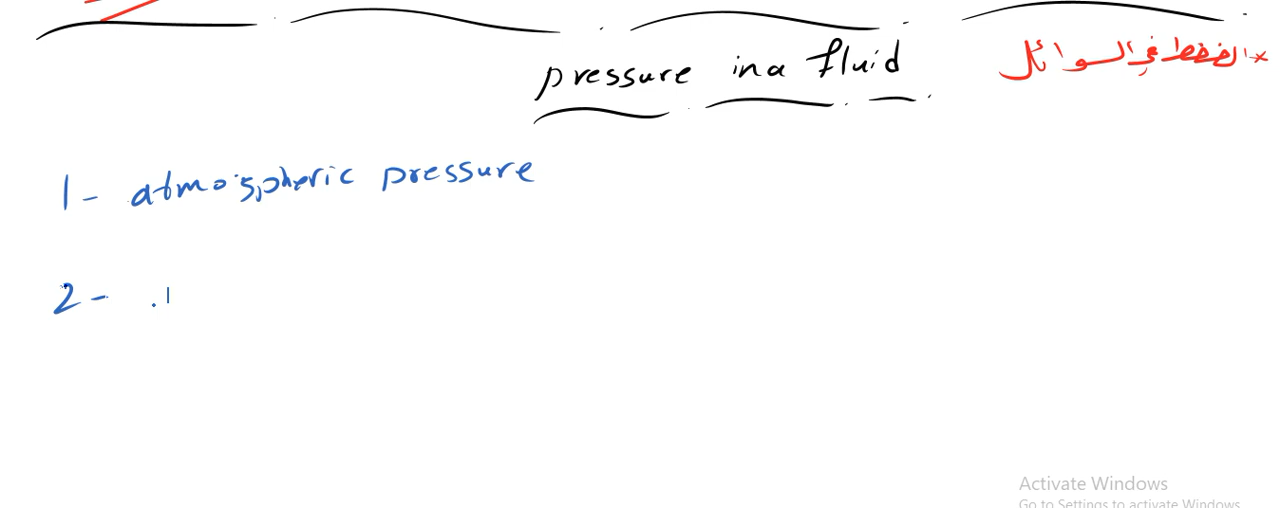 pressure in a fluid
*الضغط في السوائل
1- atmospheric pressure
2-
Activate Windows
Go to Settings to activate Windows.